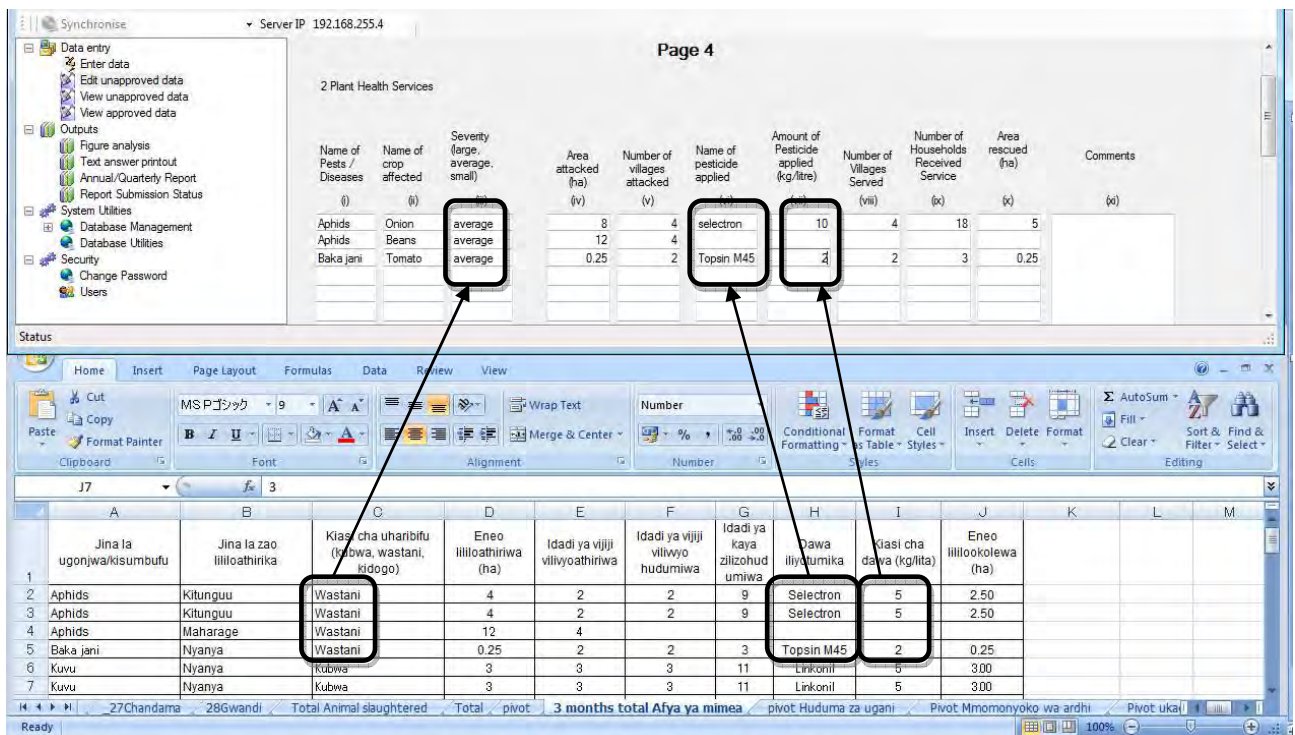 Synchronise Server IP 192.168.255.4
Data entry
Enter data
Edit unapproved data
View unapproved data
View approved data
Outputs
Figure analysis
Text answer printout
Annual/Quarterly Report
Report Submission Status
System Utilities
Database Management
Database Utilities
Security
Change Password
Users
Page 4
2 Plant Health Services
Name of Pests / Diseases
Name of crop affected
Severity (large, average, small)
Area attacked (ha)
Number of villages attacked
Name of pesticide applied
Amount of Pesticide applied (kg/litre)
Number of Villages Served
Number of Households Received Service
Area rescued (ha)
Comments
(i) (ii) (iii) (iv) (v) (vi) (vii) (viii) (ix) (x) (xi)
Aphids Onion average 8 4 selectron 10 4 18 5
Aphids Beans average 12 4
Baka jani Tomato average 0.25 2 Topsin M45 2 2 3 0.25
Status
Home Insert Page Layout Formulas Data Review View
Paste
Cut
Copy
Format Painter
Clipboard
MS Pゴシック 9
B I U
Font
Wrap Text
Merge & Center
Alignment
Number
Number
Conditional Formatting
Format as Table
Cell Styles
Styles
Insert Delete Format
Cells
Σ AutoSum
Fill
Clear
Sort & Filter
Find & Select
Editing
J7 fx 3
A B C D E F G H I J K L M
1
Jina la ugonjwa/kisumbufu
Jina la zao lililoathirika
Kiasi cha uharibifu (kubwa, wastani, kidogo)
Eneo lililoathiriwa (ha)
Idadi ya vijiji vilivyoathiriwa
Idadi ya vijiji vilivvyo hudumiwa
Idadi ya kaya zilizohud umiwa
Dawa iliyotumika
Kiasi cha dawa (kg/lita)
Eneo lililookolewa (ha)
2 Aphids Kitunguu Wastani 4 2 2 9 Selectron 5 2.50
3 Aphids Kitunguu Wastani 4 2 2 9 Selectron 5 2.50
4 Aphids Maharage Wastani 12 4
5 Baka jani Nyanya Wastani 0.25 2 2 3 Topsin M45 2 0.25
6 Kuvu Nyanya Kubwa 3 3 3 11 Linkonil 5 3.00
7 Kuvu Nyanya Kubwa 3 3 3 11 Linkonil 5 3.00
_27Chandama 28Gwandi Total Animal slaughtered Total pivot 3 months total Afya ya mimea pivot Huduma za ugani Pivot Mmomonyoko wa ardhi Pivot uka
Ready 100%